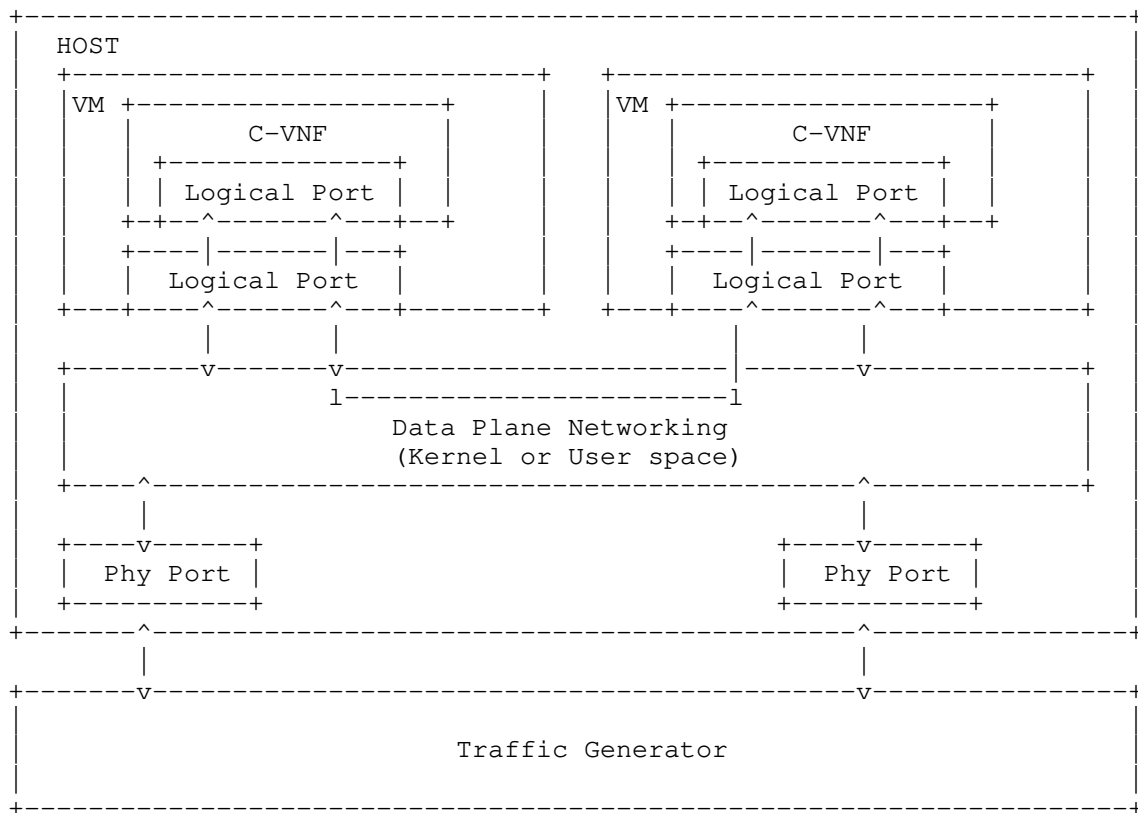 HOST
VM VM
C-VNF C-VNF
Logical Port Logical Port
Logical Port Logical Port
Data Plane Networking
(Kernel or User space)
Phy Port Phy Port
Traffic Generator